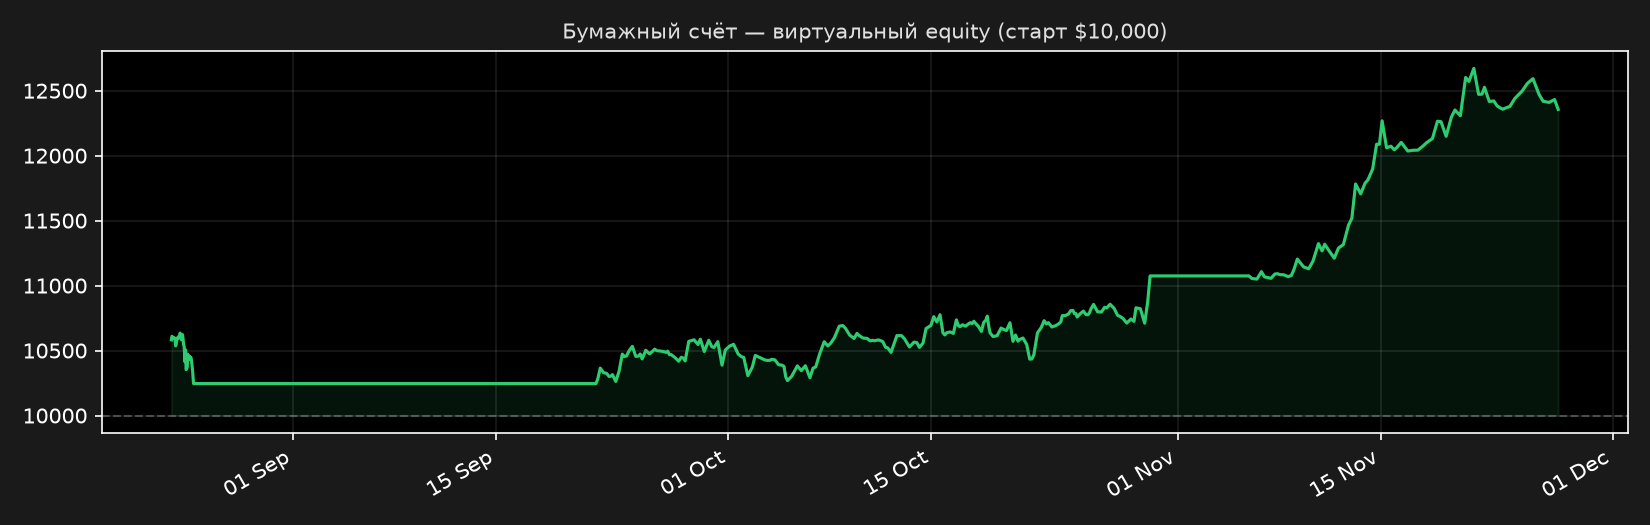 Бумажный счёт — виртуальный equity (старт $10,000)
12500
12000
11500
11000
10500
10000
01 Sep
15 Sep
01 Oct
15 Oct
01 Nov
15 Nov
01 Dec